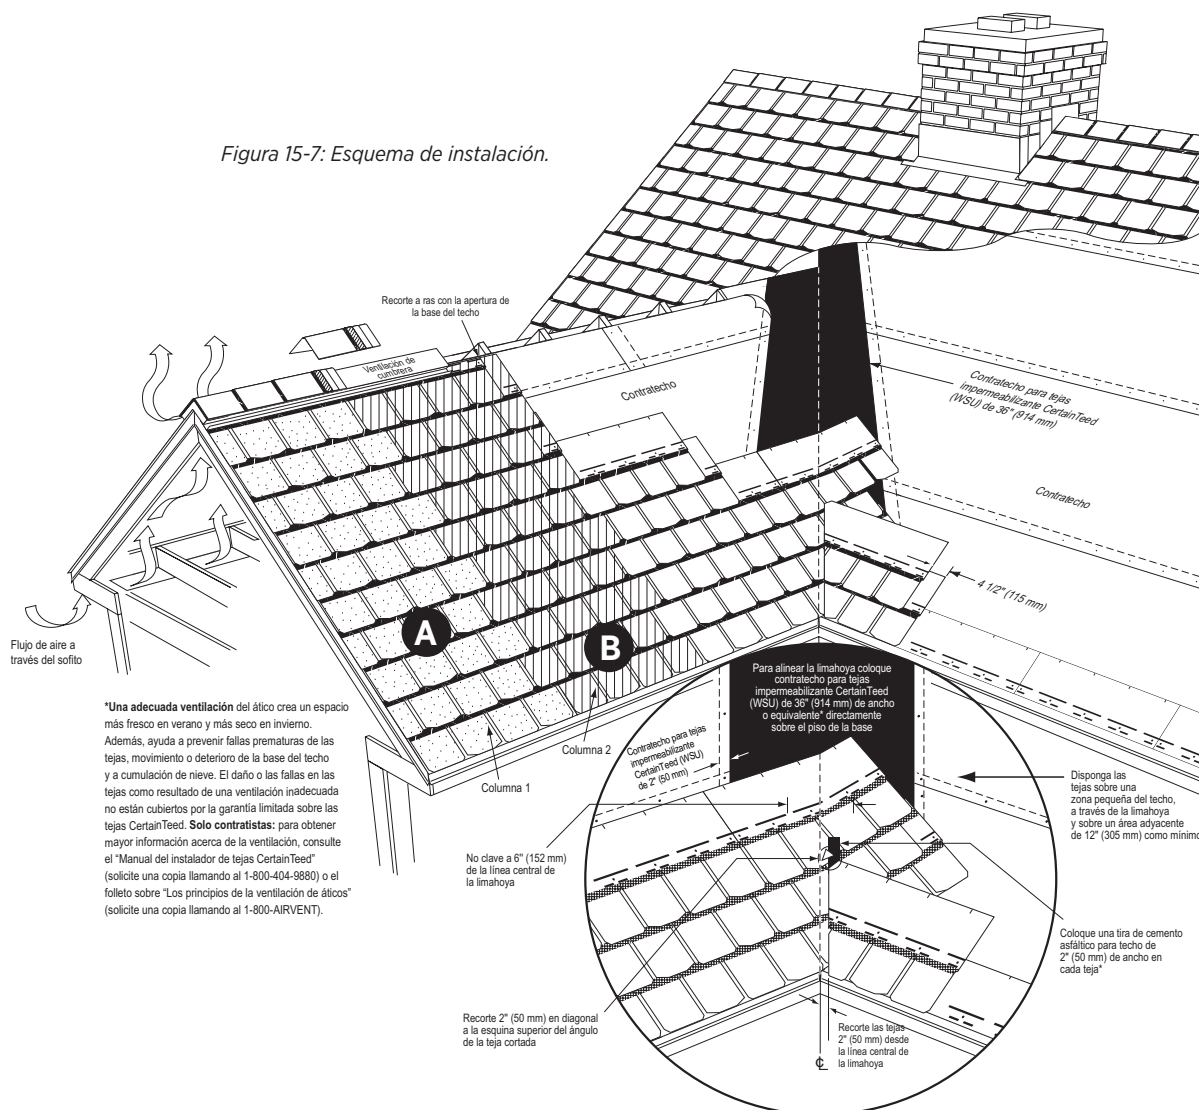 Figura 15-7: Esquema de instalación.
Recorte a ras con la apertura de
la base del techo
Ventilación de
cumbrera
Contratecho
Contratecho para tejas
impermeabilizante CertainTeed
(WSU) de 36" (914 mm)
Contratecho
4 1/2" (115 mm)
A
B
Flujo de aire a
través del sofito
Columna 2
Columna 1
*Una adecuada ventilación del ático crea un espacio
más fresco en verano y más seco en invierno.
Además, ayuda a prevenir fallas prematuras de las
tejas, movimiento o deterioro de la base del techo
y a cumulación de nieve. El daño o las fallas en las
tejas como resultado de una ventilación inadecuada
no están cubiertos por la garantía limitada sobre las
tejas CertainTeed. Solo contratistas: para obtener
mayor información acerca de la ventilación, consulte
el “Manual del instalador de tejas CertainTeed”
(solicite una copia llamando al 1-800-404-9880) o el
folleto sobre “Los principios de la ventilación de áticos”
(solicite una copia llamando al 1-800-AIRVENT).
Para alinear la limahoya coloque
contratecho para tejas
impermeabilizante CertainTeed
(WSU) de 36" (914 mm) de ancho
o equivalente* directamente
sobre el piso de la base
Contratecho para tejas
impermeabilizante
CertainTeed (WSU)
de 2" (50 mm)
Disponga las
tejas sobre una
zona pequeña del techo,
a través de la limahoya
y sobre un área adyacente
de 12" (305 mm) como mínimo
No clave a 6" (152 mm)
de la línea central de
la limahoya
Coloque una tira de cemento
asfáltico para techo de
2" (50 mm) de ancho en
cada teja*
Recorte 2" (50 mm) en diagonal
a la esquina superior del ángulo
de la teja cortada
Recorte las tejas
2" (50 mm) desde
la línea central de
la limahoya
℄